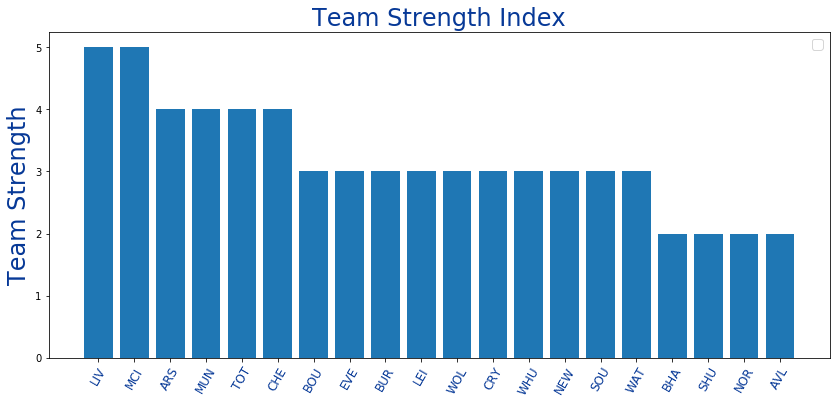 Team Strength Index
Team Strength
5
4
3
2
1
0
LIV MCI ARS MUN TOT CHE BOU EVE BUR LEI WOL CRY WHU NEW SOU WAT BHA SHU NOR AVL